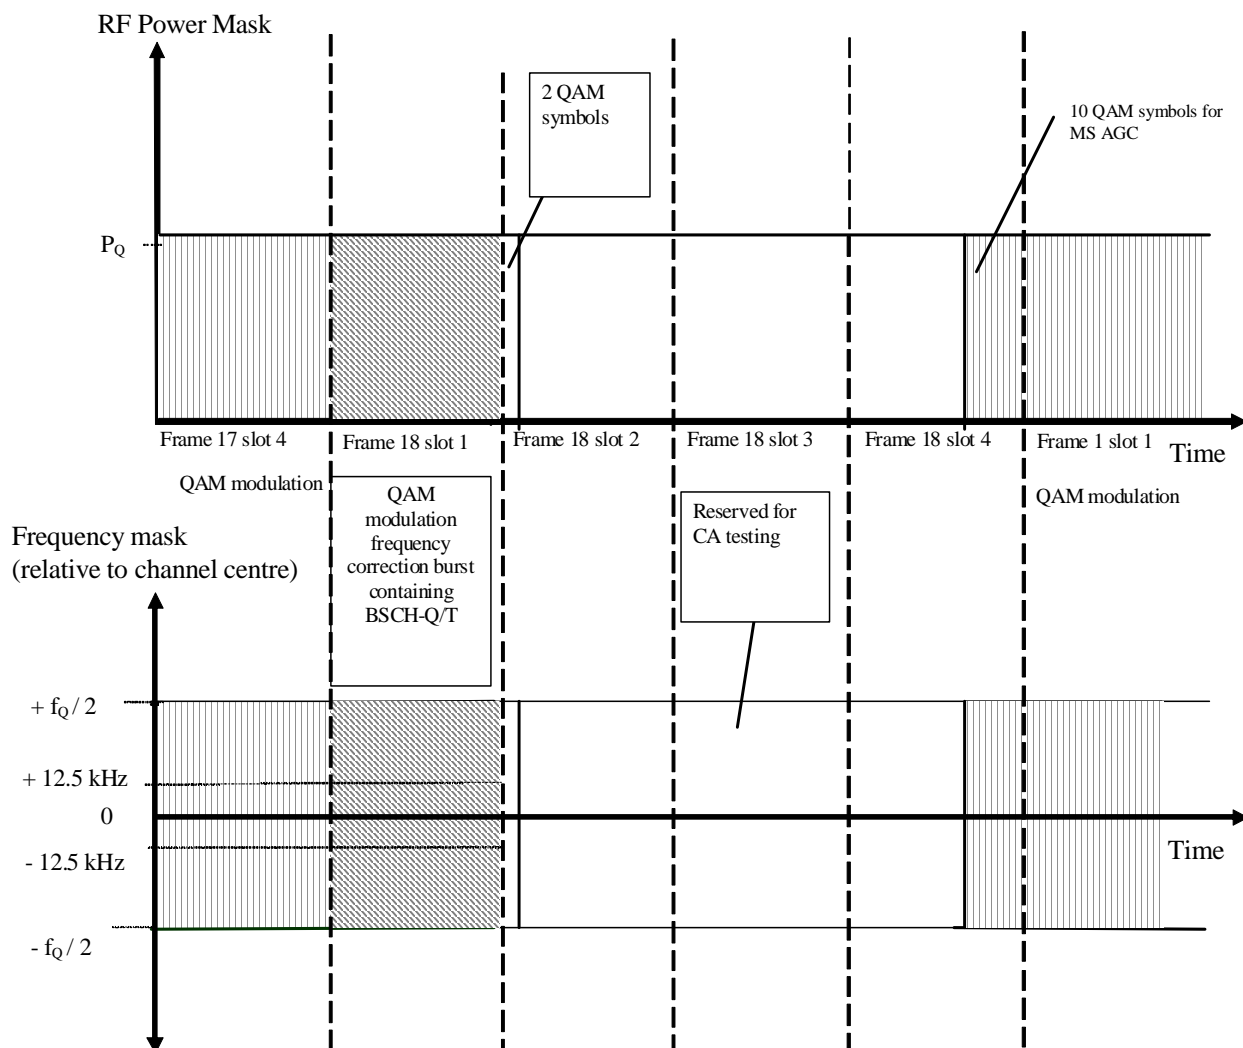 RF Power Mask
2 QAM
symbols
10 QAM symbols for
MS AGC
PQ
Frame 17 slot 4
Frame 18 slot 1
Frame 18 slot 2
Frame 18 slot 3
Frame 18 slot 4
Frame 1 slot 1
Time
QAM modulation
QAM
modulation
frequency
correction burst
containing
BSCH-Q/T
Reserved for
CA testing
QAM modulation
Frequency mask
(relative to channel centre)
+ fQ / 2
+ 12.5 kHz
0
- 12.5 kHz
Time
- fQ / 2